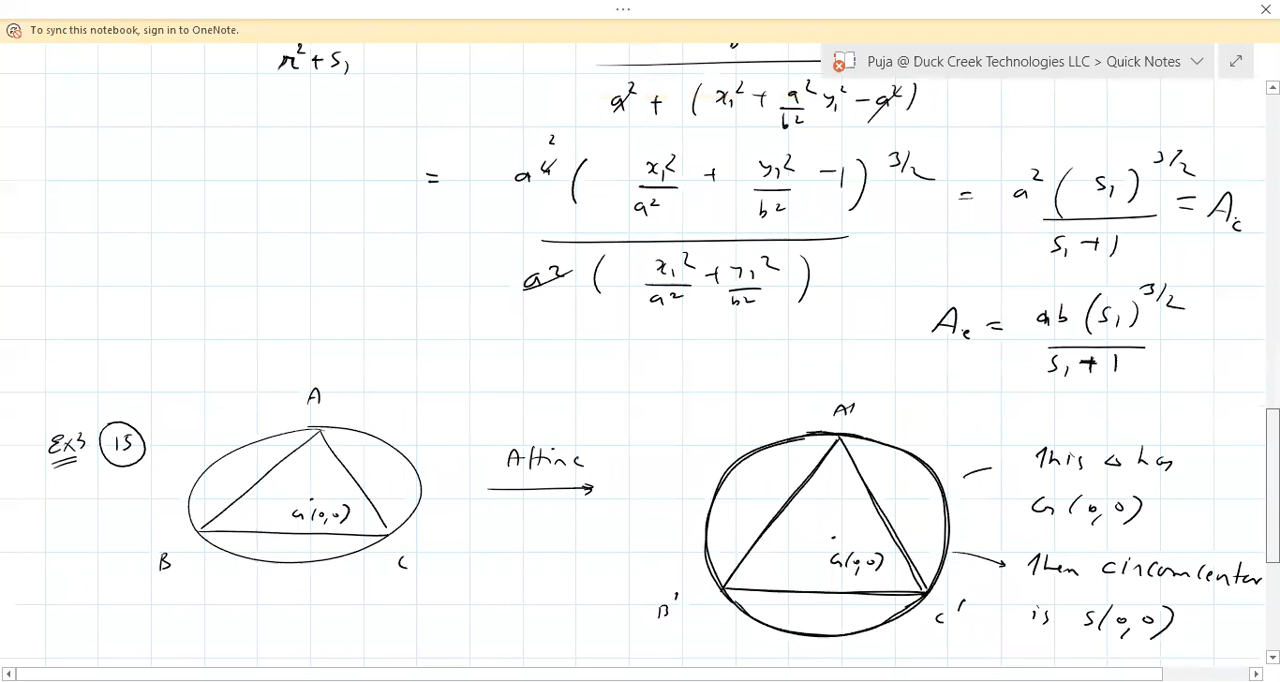 To sync this notebook, sign in to OneNote.
Puja @ Duck Creek Technologies LLC > Quick Notes
r² + S₁
a² + (x₁² + a²/b² y₁² - a²)
= a² (x₁²/a² + y₁²/b² - 1)^3/2 = a² (S₁)^3/2 / S₁ + 1 = A_c
a² (x₁²/a² + y₁²/b²)
A_e = ab (S₁)^3/2 / S₁ + 1
Ex3 15
A
B
C
G(0,0)
Affine
A'
B'
C'
G(0,0)
This Δ has
G(0,0)
Then circumcenter
is S(0,0)